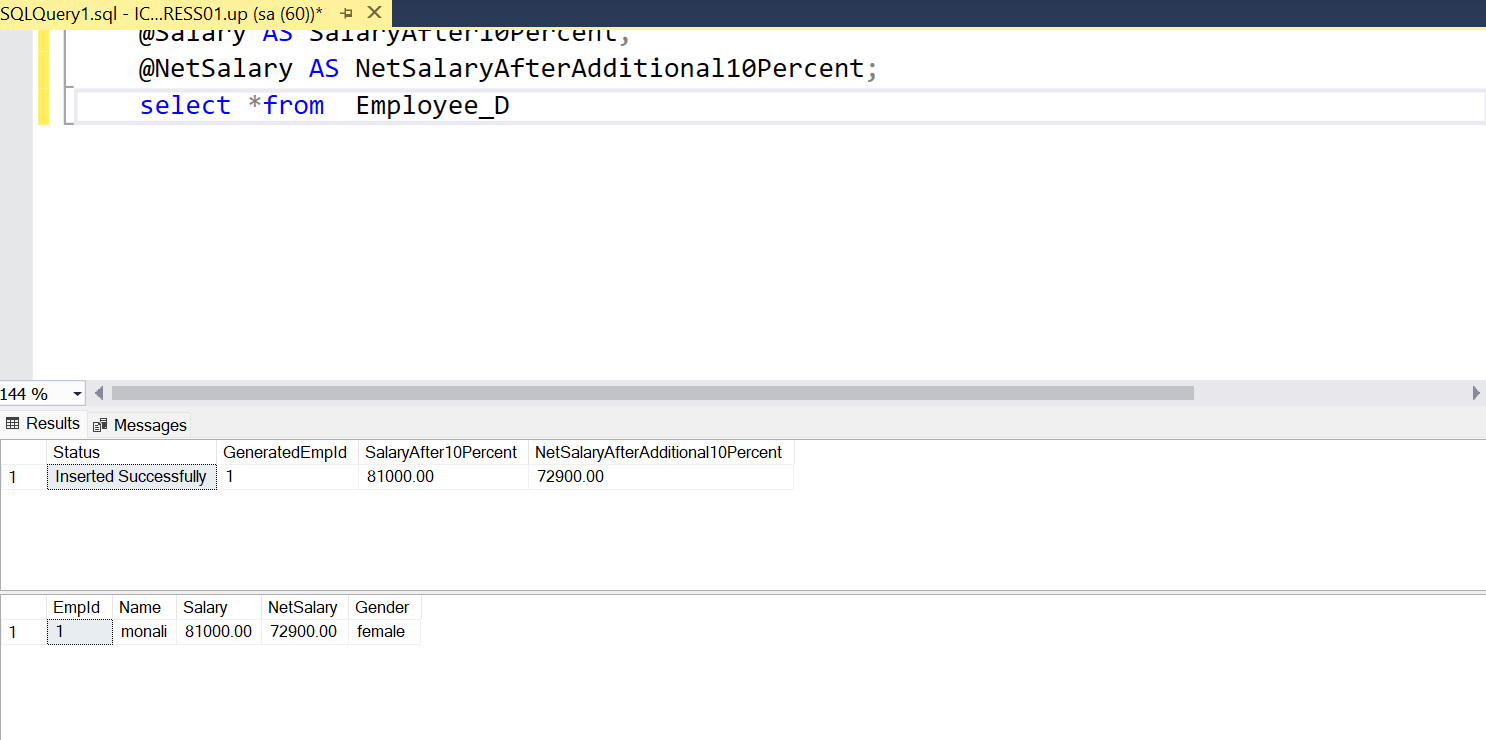 SQLQuery1.sql - IC...RESS01.up (sa (60))*
@Salary AS SalaryAfter10Percent,
@NetSalary AS NetSalaryAfterAdditional10Percent;
select *from  Employee_D
144 %
Results Messages
Status GeneratedEmpId SalaryAfter10Percent NetSalaryAfterAdditional10Percent
1 Inserted Successfully 1 81000.00 72900.00
EmpId Name Salary NetSalary Gender
1 1 monali 81000.00 72900.00 female